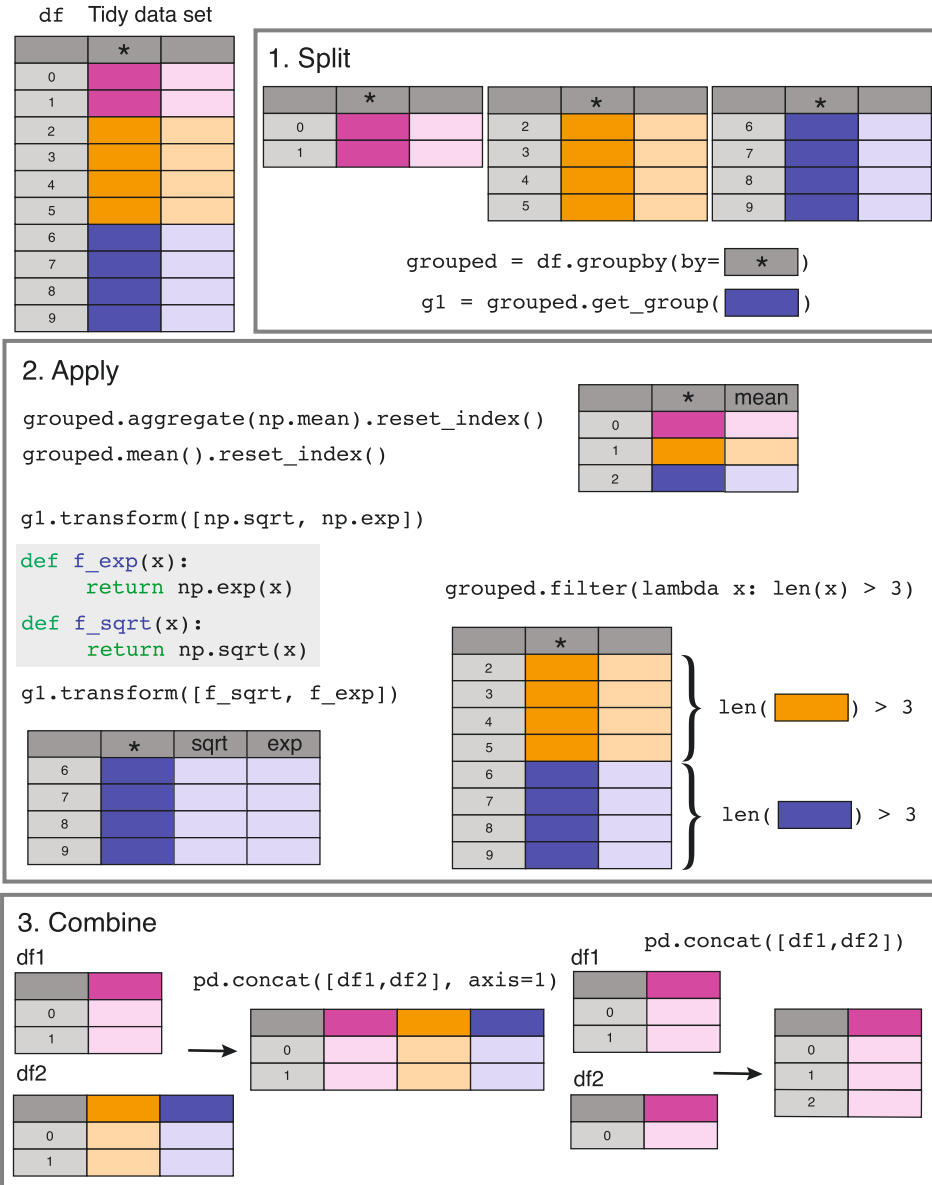 df Tidy data set
*
0
1
2
3
4
5
6
7
8
9
1. Split
*
0
1
*
2
3
4
5
*
6
7
8
9
grouped = df.groupby(by= * )
g1 = grouped.get_group( )
2. Apply
grouped.aggregate(np.mean).reset_index()
grouped.mean().reset_index()
* mean
0
1
2
g1.transform([np.sqrt, np.exp])
def f_exp(x):
return np.exp(x)
def f_sqrt(x):
return np.sqrt(x)
g1.transform([f_sqrt, f_exp])
* sqrt exp
6
7
8
9
grouped.filter(lambda x: len(x) > 3)
*
2
3
4
5
6
7
8
9
len( ) > 3
len( ) > 3
3. Combine
df1
0
1
df2
0
1
pd.concat([df1,df2], axis=1)
0
1
pd.concat([df1,df2])
df1
0
1
df2
0
0
1
2